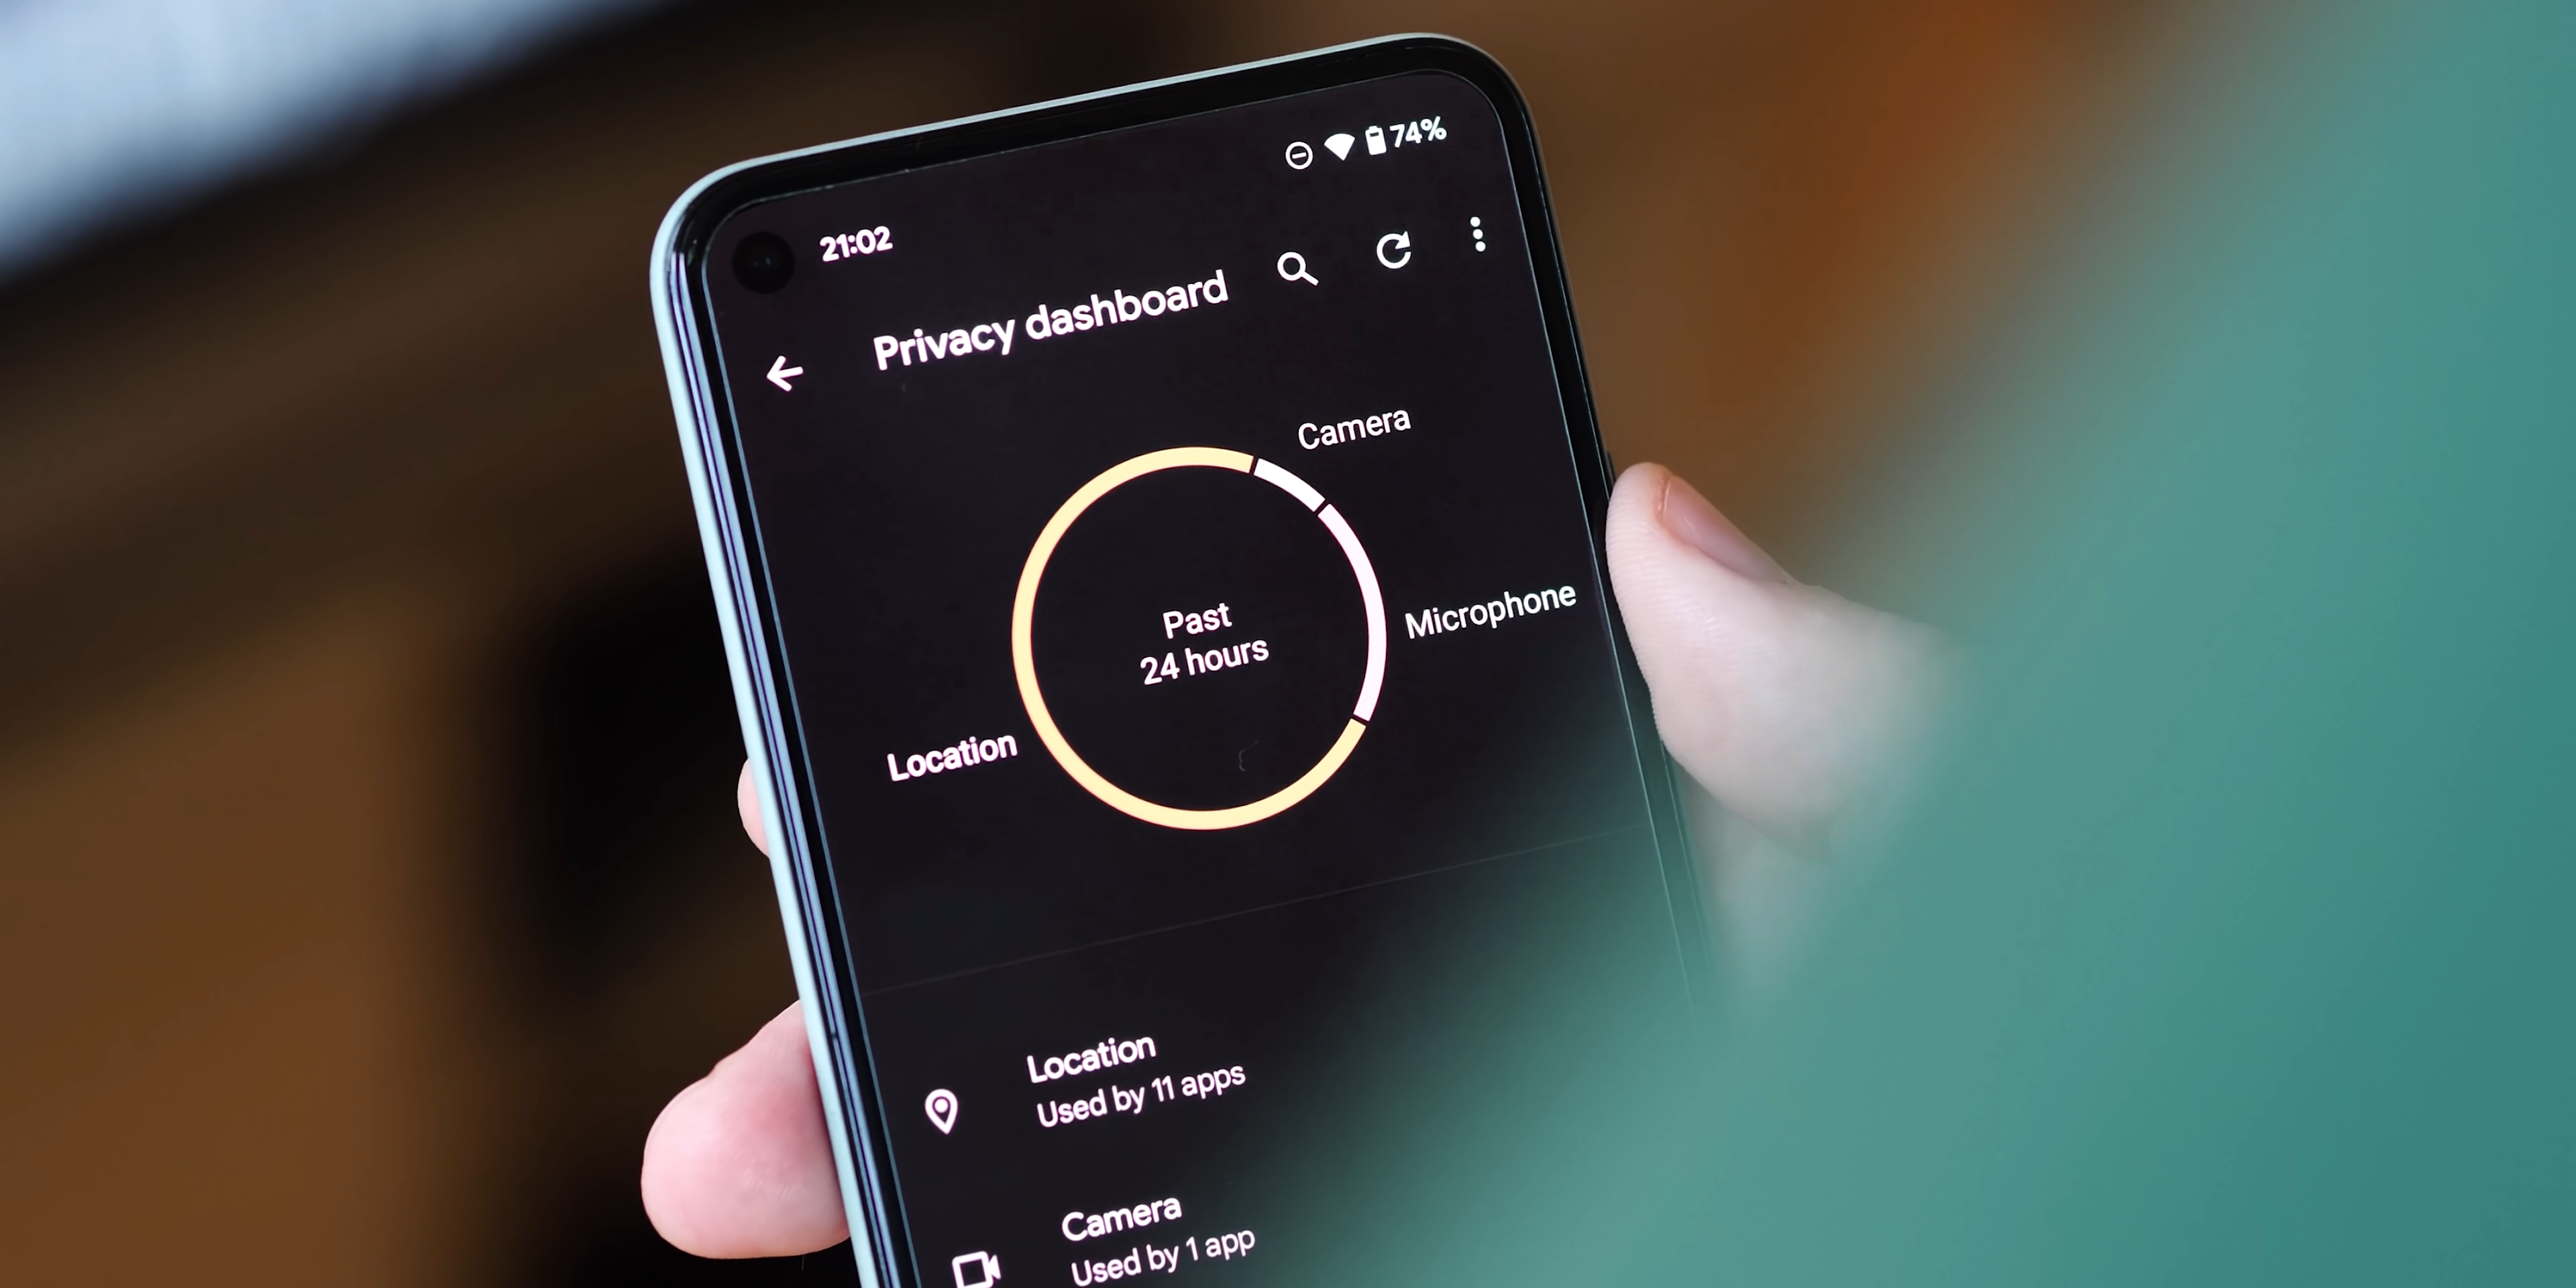 21:02
74%
Privacy dashboard
Camera
Microphone
Past
24 hours
Location
Location
Used by 11 apps
Camera
Used by 1 app